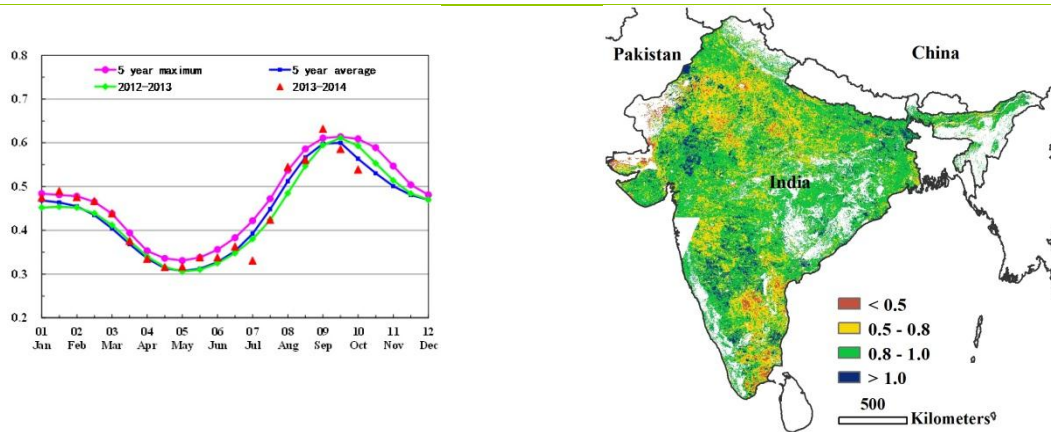 0.8
0.7
0.6
0.5
0.4
0.3
0.2
5 year maximum
5 year average
2012-2013
2013-2014
01 02 03 04 05 06 07 08 09 10 11 12
Jan Feb Mar Apr May Jun Jul Aug Sep Oct Nov Dec
Pakistan
China
India
< 0.5
0.5 - 0.8
0.8 - 1.0
> 1.0
500
Kilometers